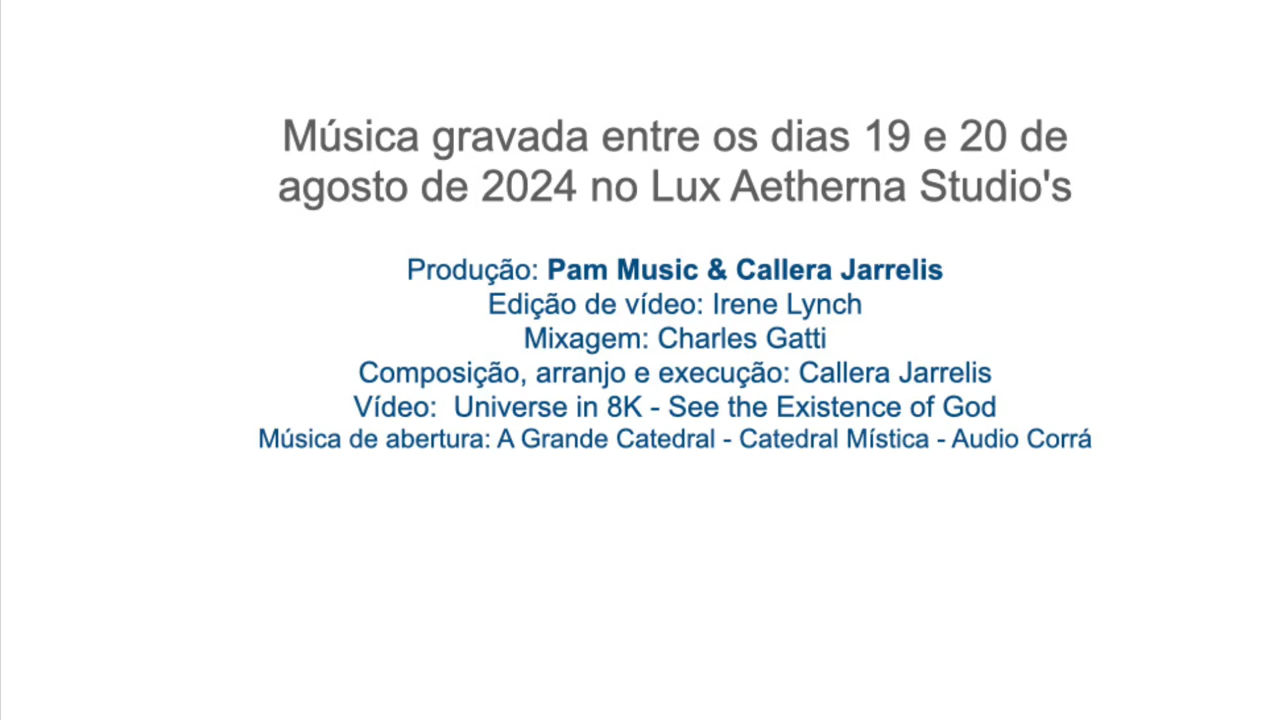 Música gravada entre os dias 19 e 20 de
agosto de 2024 no Lux Aetherna Studio's
Produção: Pam Music & Callera Jarrelis
Edição de vídeo: Irene Lynch
Mixagem: Charles Gatti
Composição, arranjo e execução: Callera Jarrelis
Vídeo:  Universe in 8K - See the Existence of God
Música de abertura: A Grande Catedral - Catedral Mística - Audio Corrá